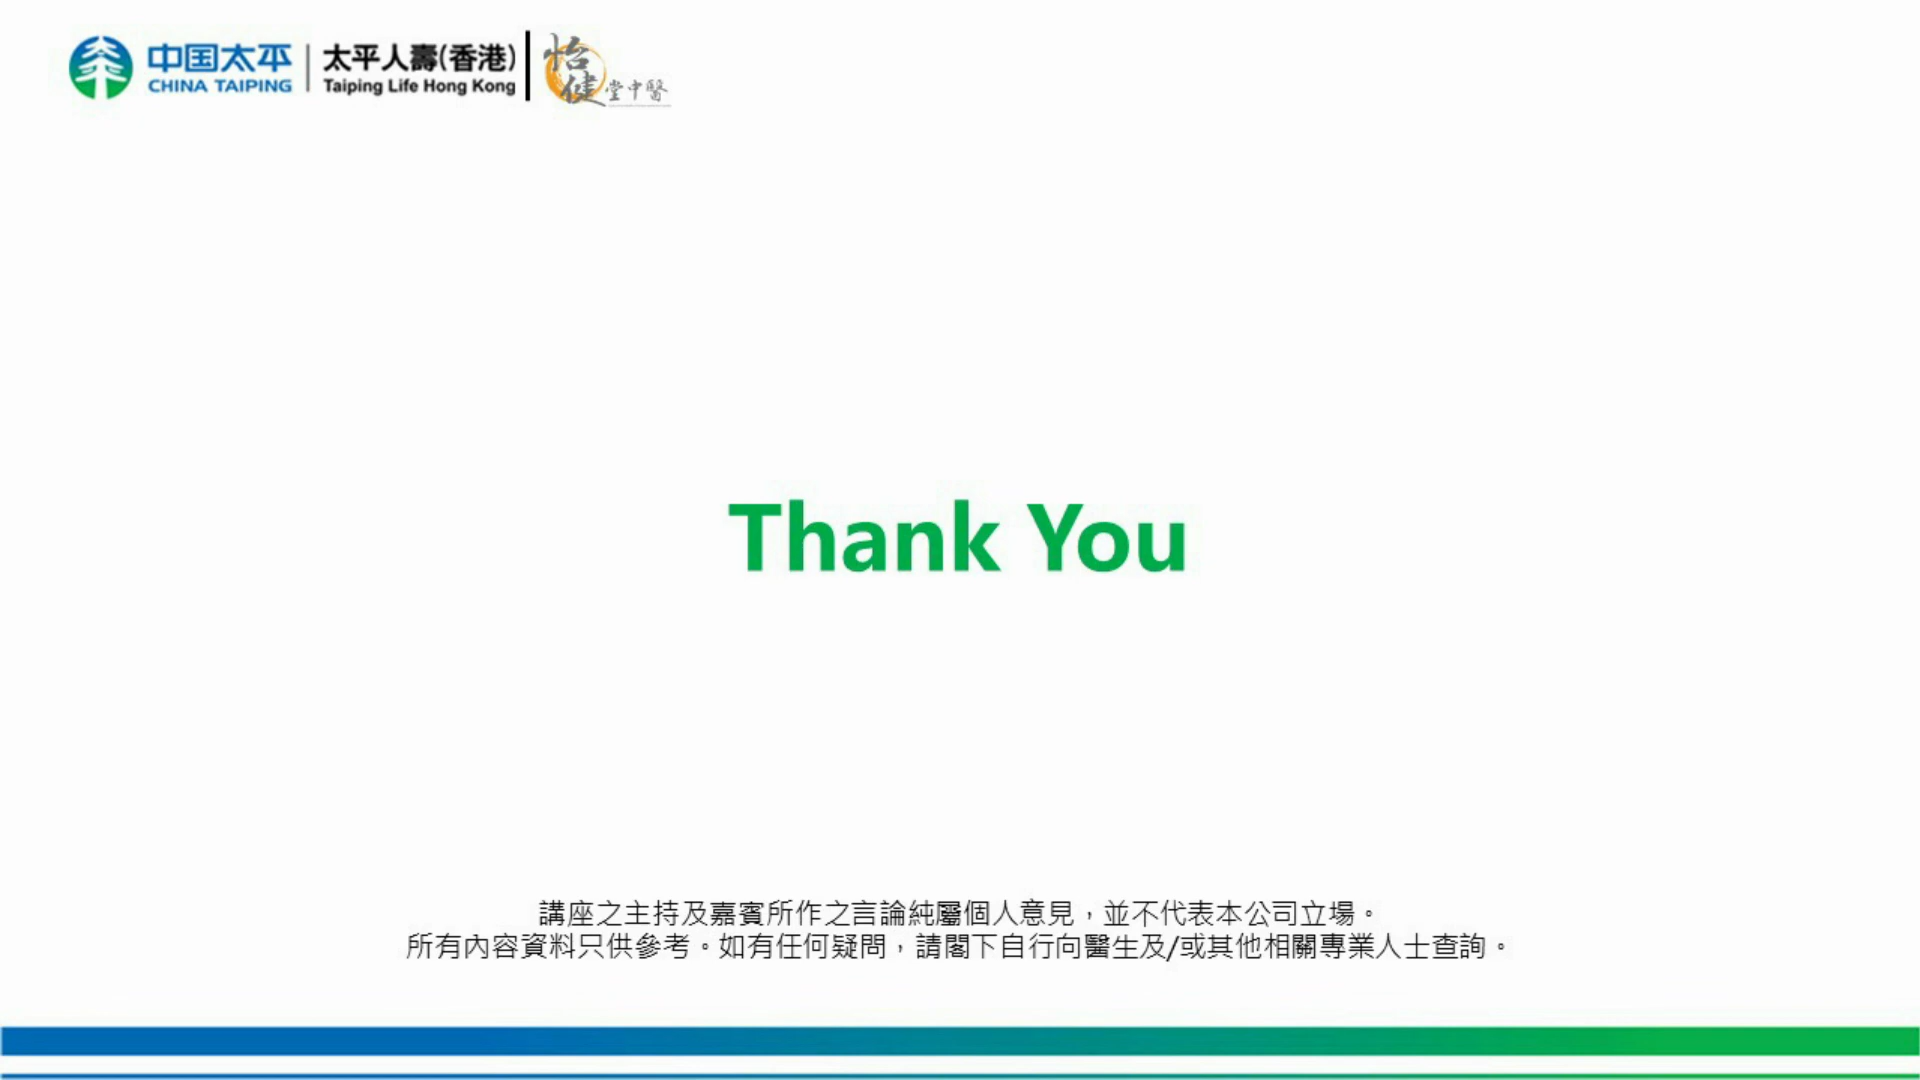 中国太平
CHINA TAIPING
太平人壽(香港)
Taiping Life Hong Kong
怡健堂中醫
Thank You
講座之主持及嘉賓所作之言論純屬個人意見，並不代表本公司立場。
所有內容資料只供參考。如有任何疑問，請閣下自行向醫生及/或其他相關專業人士查詢。